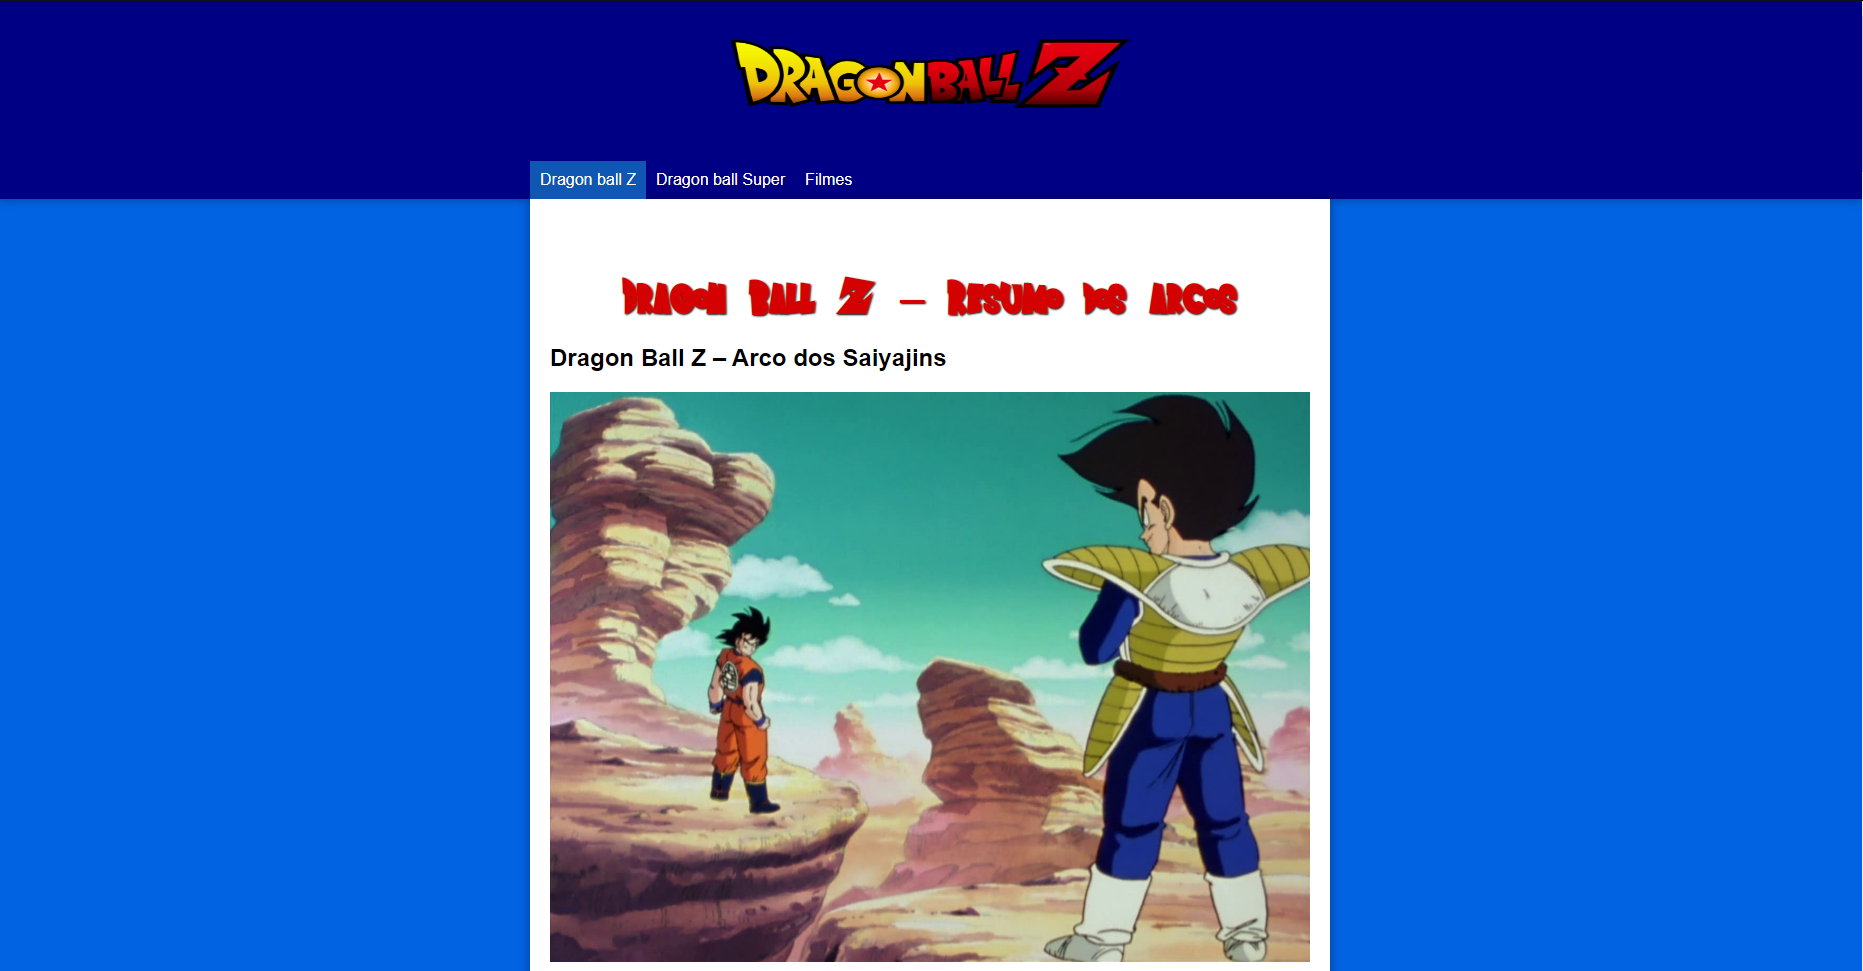 DRAGON BALL Z
Dragon ball Z Dragon ball Super Filmes
Dragon Ball Z – Resumo dos arcos
Dragon Ball Z – Arco dos Saiyajins